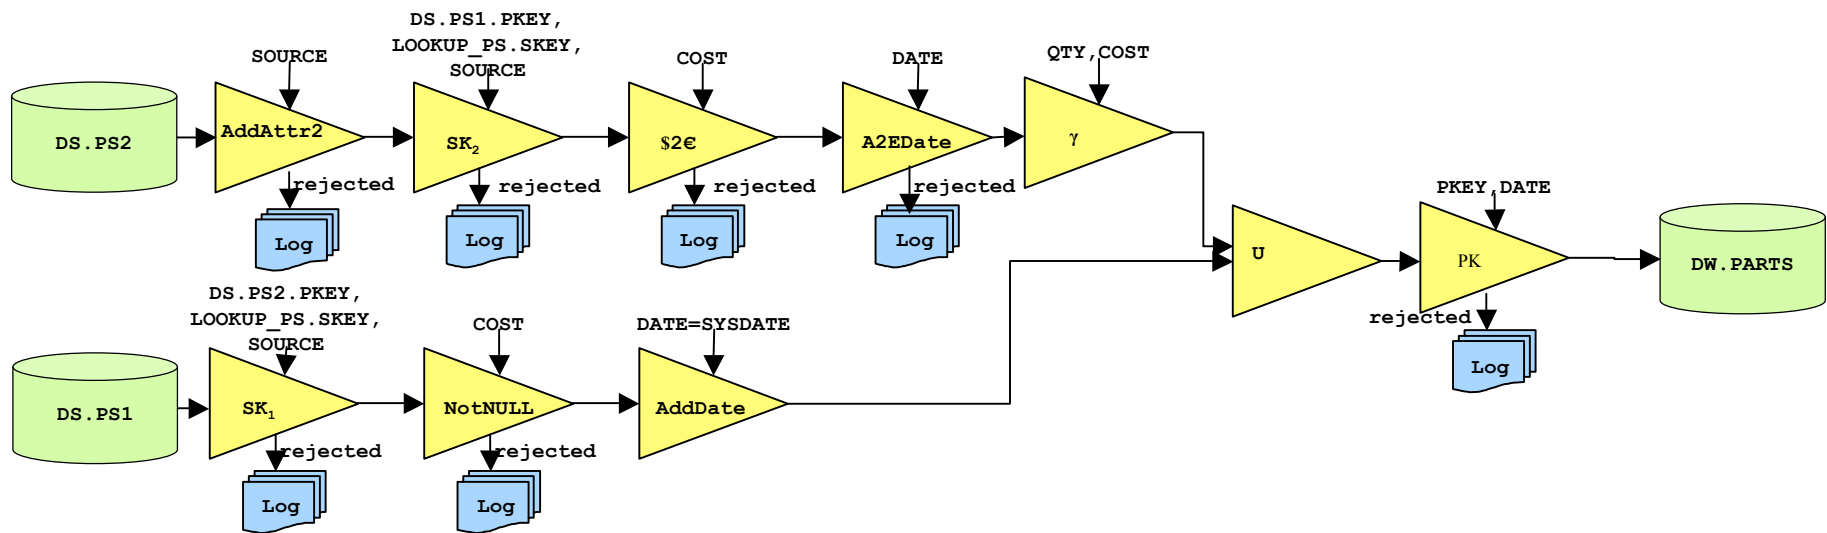 DS.PS1.PKEY,
LOOKUP_PS.SKEY,
SOURCE
SOURCE
COST
DATE
QTY,COST
DS.PS2
AddAttr2
SK2
$2€
A2EDate
γ
rejected
rejected
rejected
rejected
Log
Log
Log
Log
PKEY,DATE
U
PK
DW.PARTS
rejected
Log
DS.PS2.PKEY,
LOOKUP_PS.SKEY,
SOURCE
COST
DATE=SYSDATE
DS.PS1
SK1
NotNULL
AddDate
rejected
rejected
Log
Log